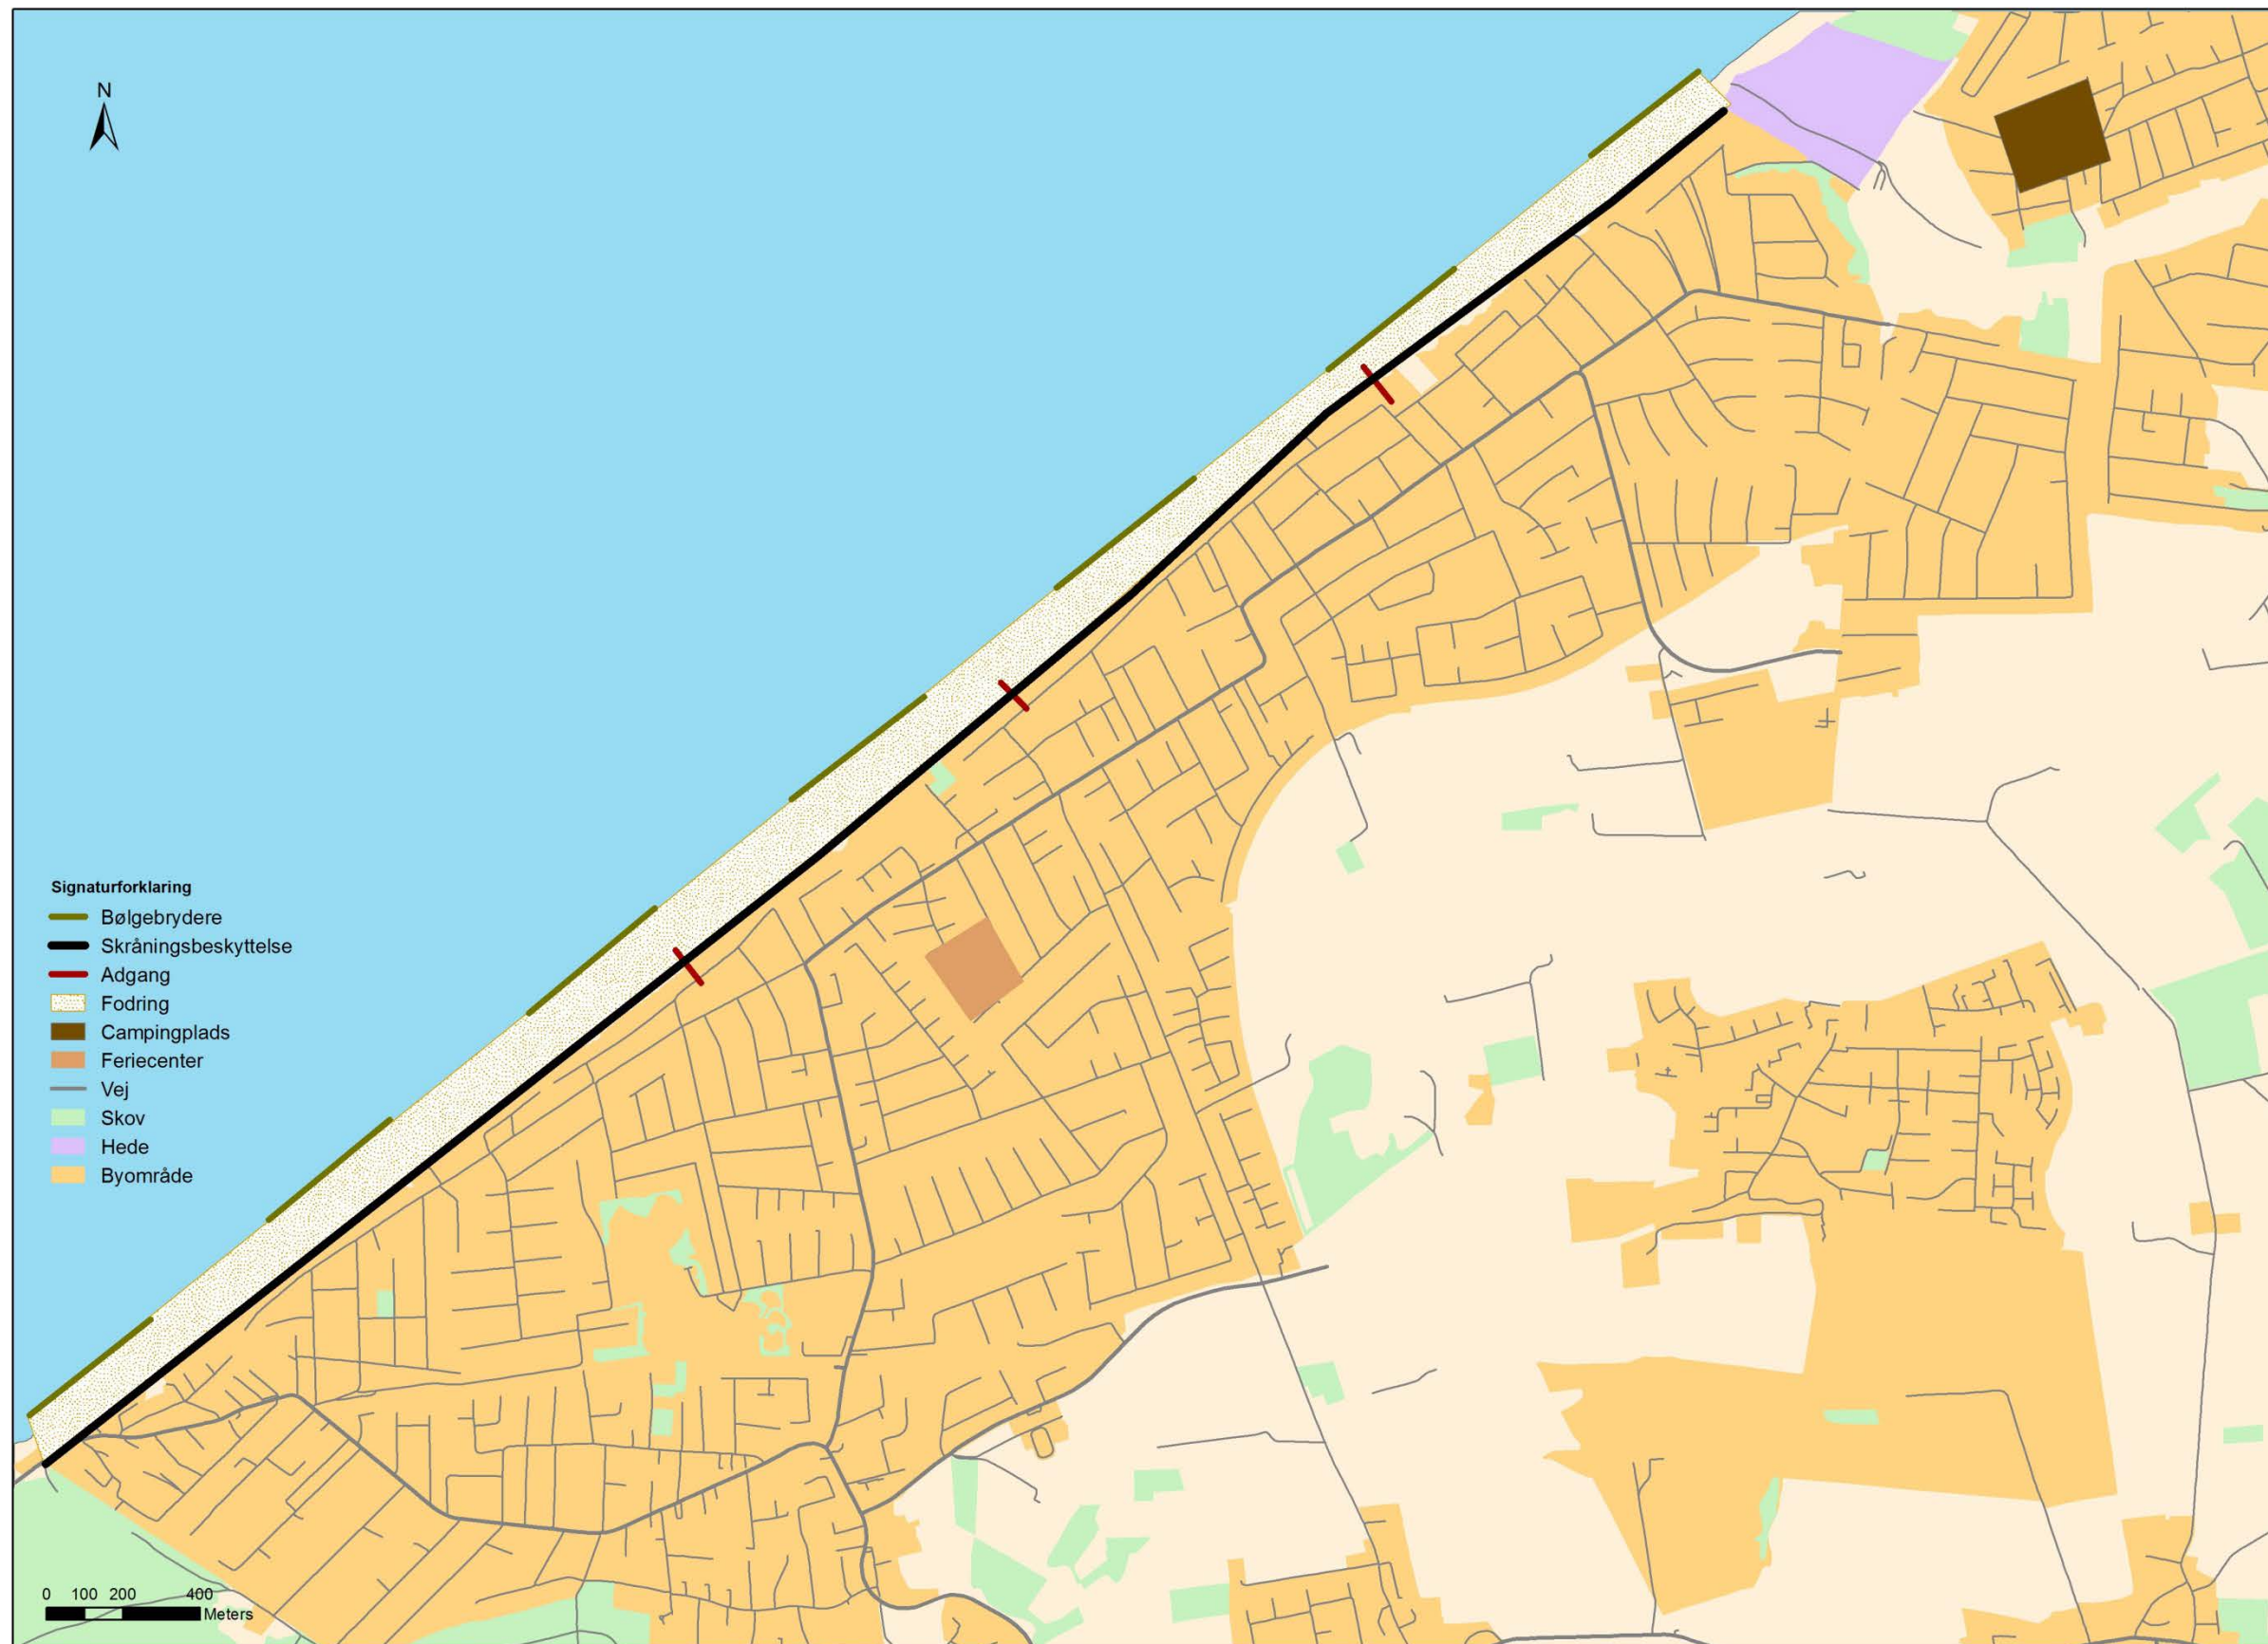 N
Signaturforklaring
Bølgebrydere
Skråningsbeskyttelse
Adgang
Fodring
Campingplads
Feriecenter
Vej
Skov
Hede
Byområde
0 100 200 400
Meters